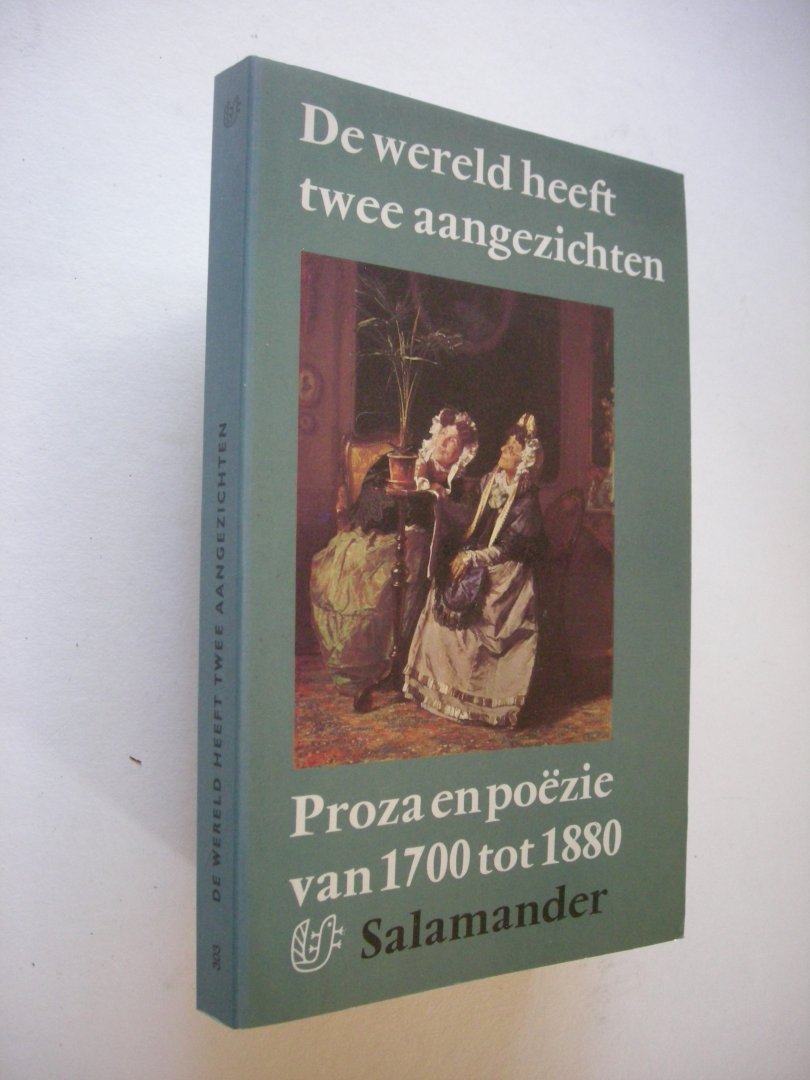 De wereld heeft
twee aangezichten
Proza en poëzie
van 1700 tot 1880
Salamander
303 DE WERELD HEEFT TWEE AANGEZICHTEN